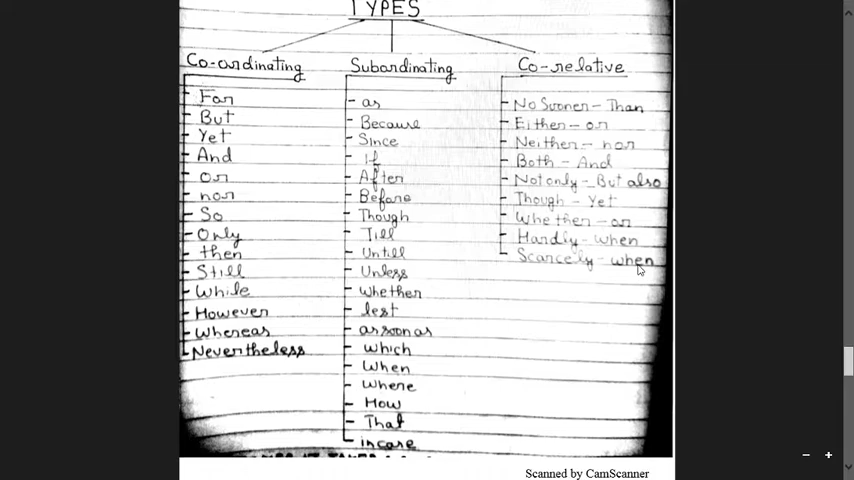 TYPES
Co-ordinating
For
But
Yet
And
or
nor
So
Only
then
Still
While
However
Whereas
Nevertheless
Subordinating
as
Because
Since
If
After
Before
Though
Till
Untill
Unless
Whether
lest
as soon as
Which
When
Where
How
That
incase
Co-relative
No Sooner - Than
Either - or
Neither - nor
Both - And
Not only - But also
Though - Yet
Whether - or
Hardly - when
Scarcely - when
Scanned by CamScanner